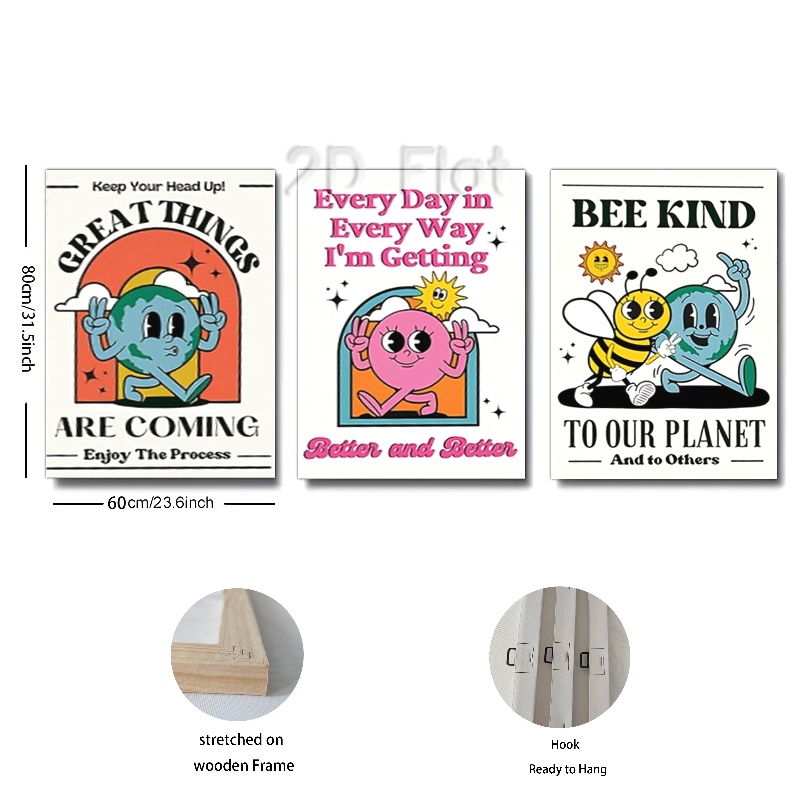 2D Flat
Keep Your Head Up!
GREAT THINGS
ARE COMING
Enjoy The Process
Every Day in
Every Way
I'm Getting
Better and Better
BEE KIND
TO OUR PLANET
And to Others
80cm/31.5inch
60cm/23.6inch
stretched on
wooden Frame
Hook
Ready to Hang